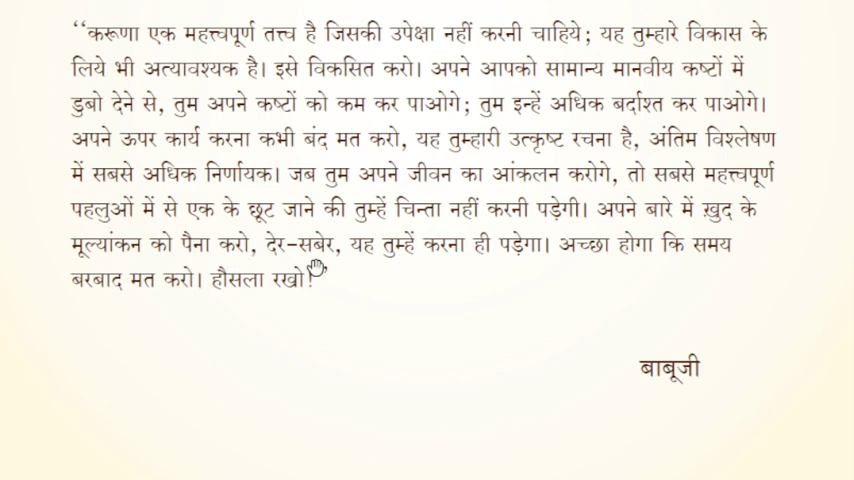 “करूणा एक महत्त्वपूर्ण तत्त्व है जिसकी उपेक्षा नहीं करनी चाहिये; यह तुम्हारे विकास के
लिये भी अत्यावश्यक है। इसे विकसित करो। अपने आपको सामान्य मानवीय कष्टों में
डुबो देने से, तुम अपने कष्टों को कम कर पाओगे; तुम इन्हें अधिक बर्दाश्त कर पाओगे।
अपने ऊपर कार्य करना कभी बंद मत करो, यह तुम्हारी उत्कृष्ट रचना है, अंतिम विश्लेषण
में सबसे अधिक निर्णायक। जब तुम अपने जीवन का आंकलन करोगे, तो सबसे महत्त्वपूर्ण
पहलुओं में से एक के छूट जाने की तुम्हें चिन्ता नहीं करनी पड़ेगी। अपने बारे में ख़ुद के
मूल्यांकन को पैना करो, देर-सबेर, यह तुम्हें करना ही पड़ेगा। अच्छा होगा कि समय
बरबाद मत करो। हौसला रखो!”
बाबूजी